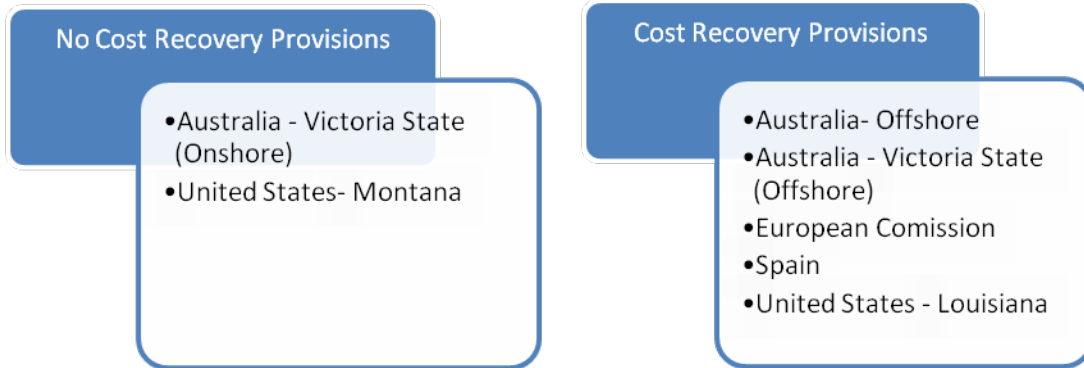 No Cost Recovery Provisions
•Australia - Victoria State
(Onshore)
•United States- Montana
Cost Recovery Provisions
•Australia- Offshore
•Australia - Victoria State
(Offshore)
•European Comission
•Spain
•United States - Louisiana